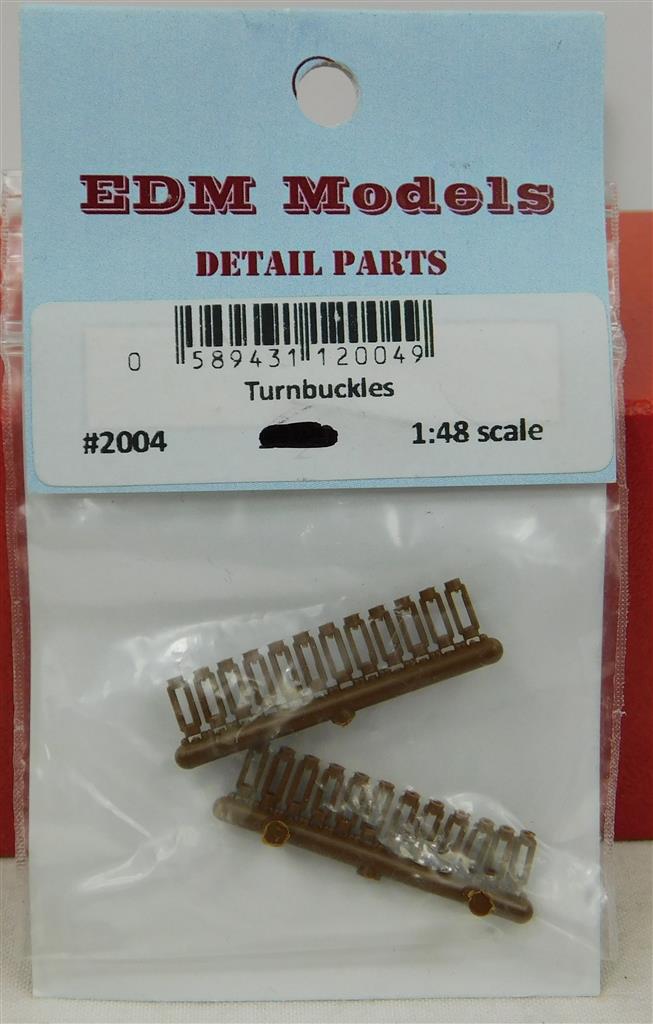 EDM Models
DETAIL PARTS
0 589431 120049
Turnbuckles
#2004 1:48 scale